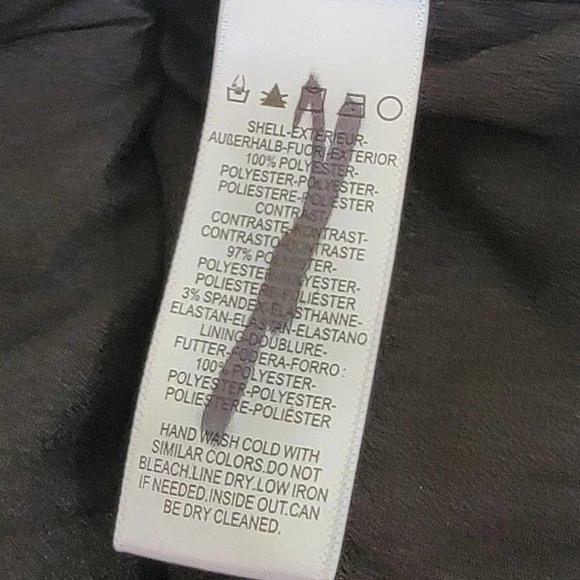 SHELL-EXTERIEUR-
AUßERHALB-FUORI-EXTERIOR
100% POLYESTER-
POLYESTER-POLYESTER-
POLIESTERE-POLIÉSTER
CONTRAST-
CONTRASTE-KONTRAST-
CONTRASTO-CONTRASTE
97% POLYESTER-
POLYESTER-POLYESTER-
POLIESTERE-POLIÉSTER
3% SPANDEX-ELASTHANNE-
ELASTAN-ELASTAN-ELASTANO
LINING-DOUBLURE-
FUTTER-FODERA-FORRO :
100% POLYESTER-
POLYESTER-POLYESTER-
POLIESTERE-POLIÉSTER
HAND WASH COLD WITH
SIMILAR COLORS.DO NOT
BLEACH.LINE DRY.LOW IRON
IF NEEDED.INSIDE OUT.CAN
BE DRY CLEANED.